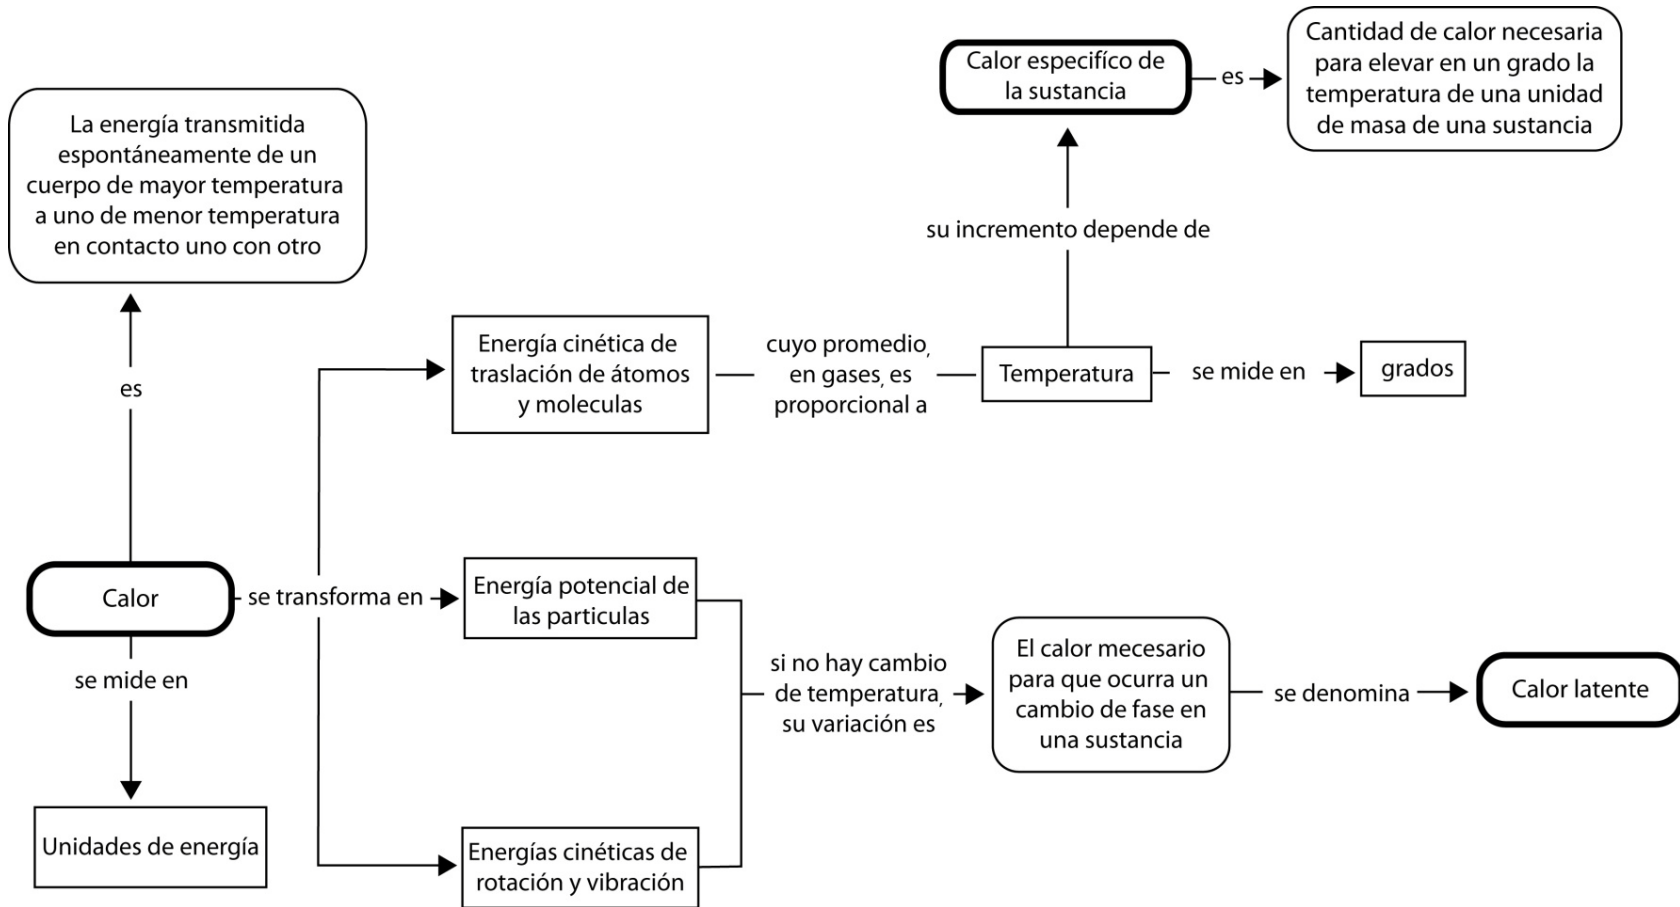 Calor específico de
la sustancia
es
Cantidad de calor necesaria
para elevar en un grado la
temperatura de una unidad
de masa de una sustancia
La energía transmitida
espontáneamente de un
cuerpo de mayor temperatura
a uno de menor temperatura
en contacto uno con otro
su incremento depende de
es
Energía cinética de
traslación de átomos
y moleculas
cuyo promedio,
en gases, es
proporcional a
Temperatura
se mide en
grados
Calor
se transforma en
Energía potencial de
las particulas
se mide en
si no hay cambio
de temperatura,
su variación es
El calor mecesario
para que ocurra un
cambio de fase en
una sustancia
se denomina
Calor latente
Unidades de energía
Energías cinéticas de
rotación y vibración